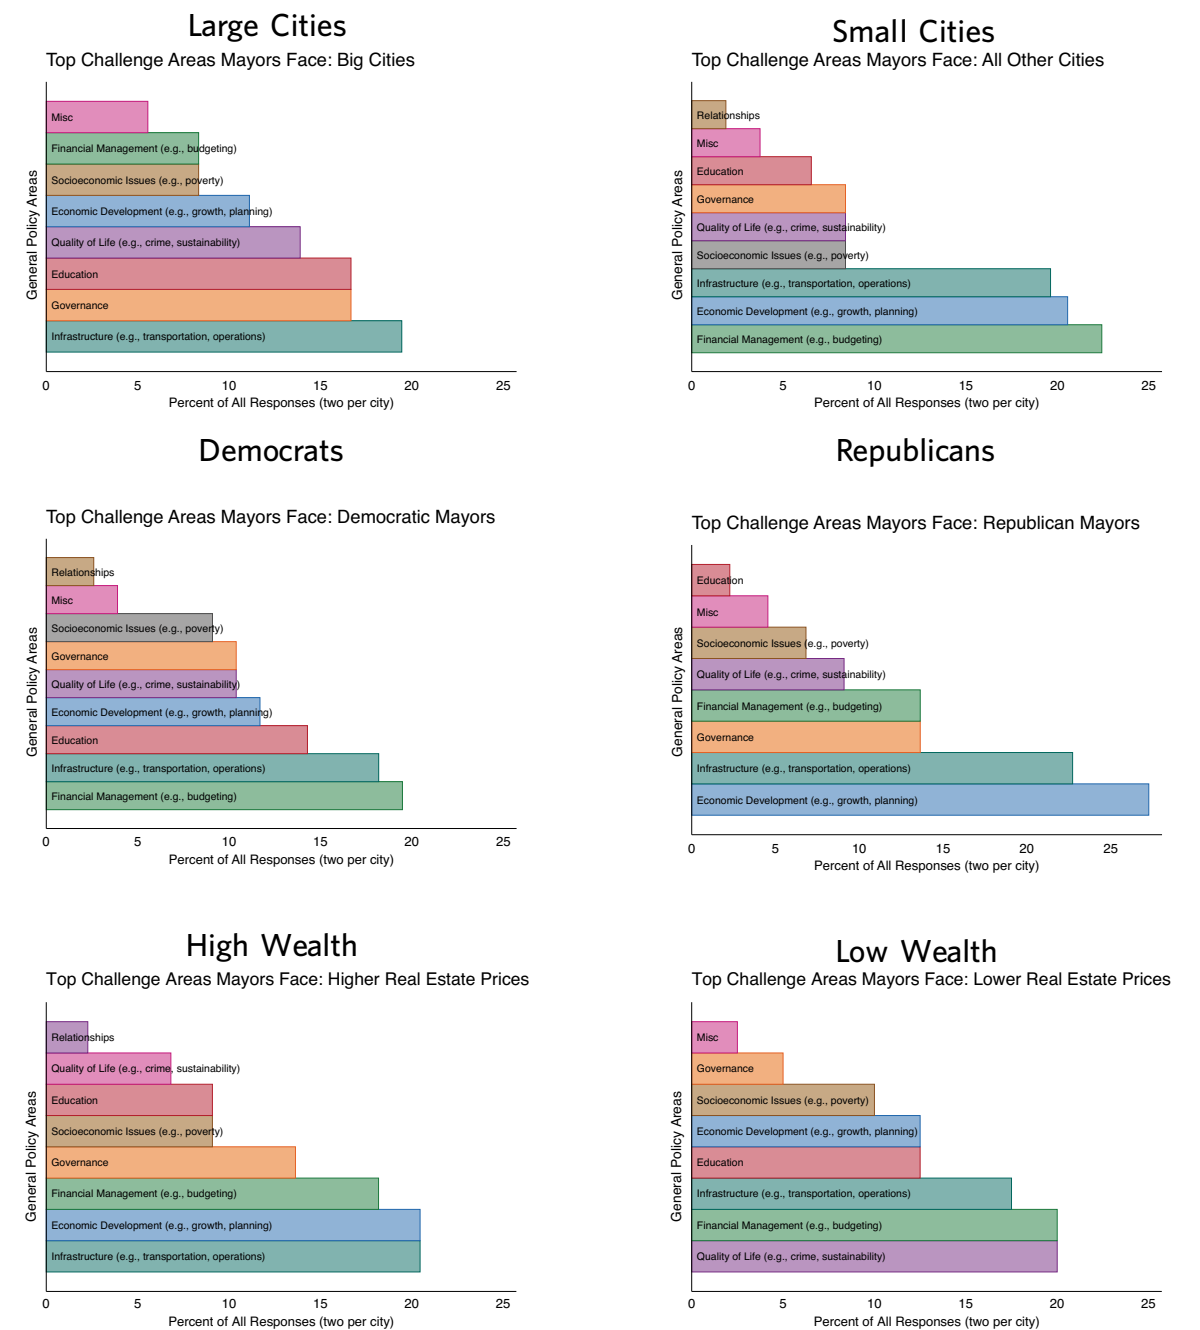 Large Cities
Top Challenge Areas Mayors Face: Big Cities
General Policy Areas
Misc
Financial Management (e.g., budgeting)
Socioeconomic Issues (e.g., poverty)
Economic Development (e.g., growth, planning)
Quality of Life (e.g., crime, sustainability)
Education
Governance
Infrastructure (e.g., transportation, operations)
0 5 10 15 20 25
Percent of All Responses (two per city)
Small Cities
Top Challenge Areas Mayors Face: All Other Cities
General Policy Areas
Relationships
Misc
Education
Governance
Quality of Life (e.g., crime, sustainability)
Socioeconomic Issues (e.g., poverty)
Infrastructure (e.g., transportation, operations)
Economic Development (e.g., growth, planning)
Financial Management (e.g., budgeting)
0 5 10 15 20 25
Percent of All Responses (two per city)
Democrats
Top Challenge Areas Mayors Face: Democratic Mayors
General Policy Areas
Relationships
Misc
Socioeconomic Issues (e.g., poverty)
Governance
Quality of Life (e.g., crime, sustainability)
Economic Development (e.g., growth, planning)
Education
Infrastructure (e.g., transportation, operations)
Financial Management (e.g., budgeting)
0 5 10 15 20 25
Percent of All Responses (two per city)
Republicans
Top Challenge Areas Mayors Face: Republican Mayors
General Policy Areas
Education
Misc
Socioeconomic Issues (e.g., poverty)
Quality of Life (e.g., crime, sustainability)
Financial Management (e.g., budgeting)
Governance
Infrastructure (e.g., transportation, operations)
Economic Development (e.g., growth, planning)
0 5 10 15 20 25
Percent of All Responses (two per city)
High Wealth
Top Challenge Areas Mayors Face: Higher Real Estate Prices
General Policy Areas
Relationships
Quality of Life (e.g., crime, sustainability)
Education
Socioeconomic Issues (e.g., poverty)
Governance
Financial Management (e.g., budgeting)
Economic Development (e.g., growth, planning)
Infrastructure (e.g., transportation, operations)
0 5 10 15 20 25
Percent of All Responses (two per city)
Low Wealth
Top Challenge Areas Mayors Face: Lower Real Estate Prices
General Policy Areas
Misc
Governance
Socioeconomic Issues (e.g., poverty)
Economic Development (e.g., growth, planning)
Education
Infrastructure (e.g., transportation, operations)
Financial Management (e.g., budgeting)
Quality of Life (e.g., crime, sustainability)
0 5 10 15 20 25
Percent of All Responses (two per city)